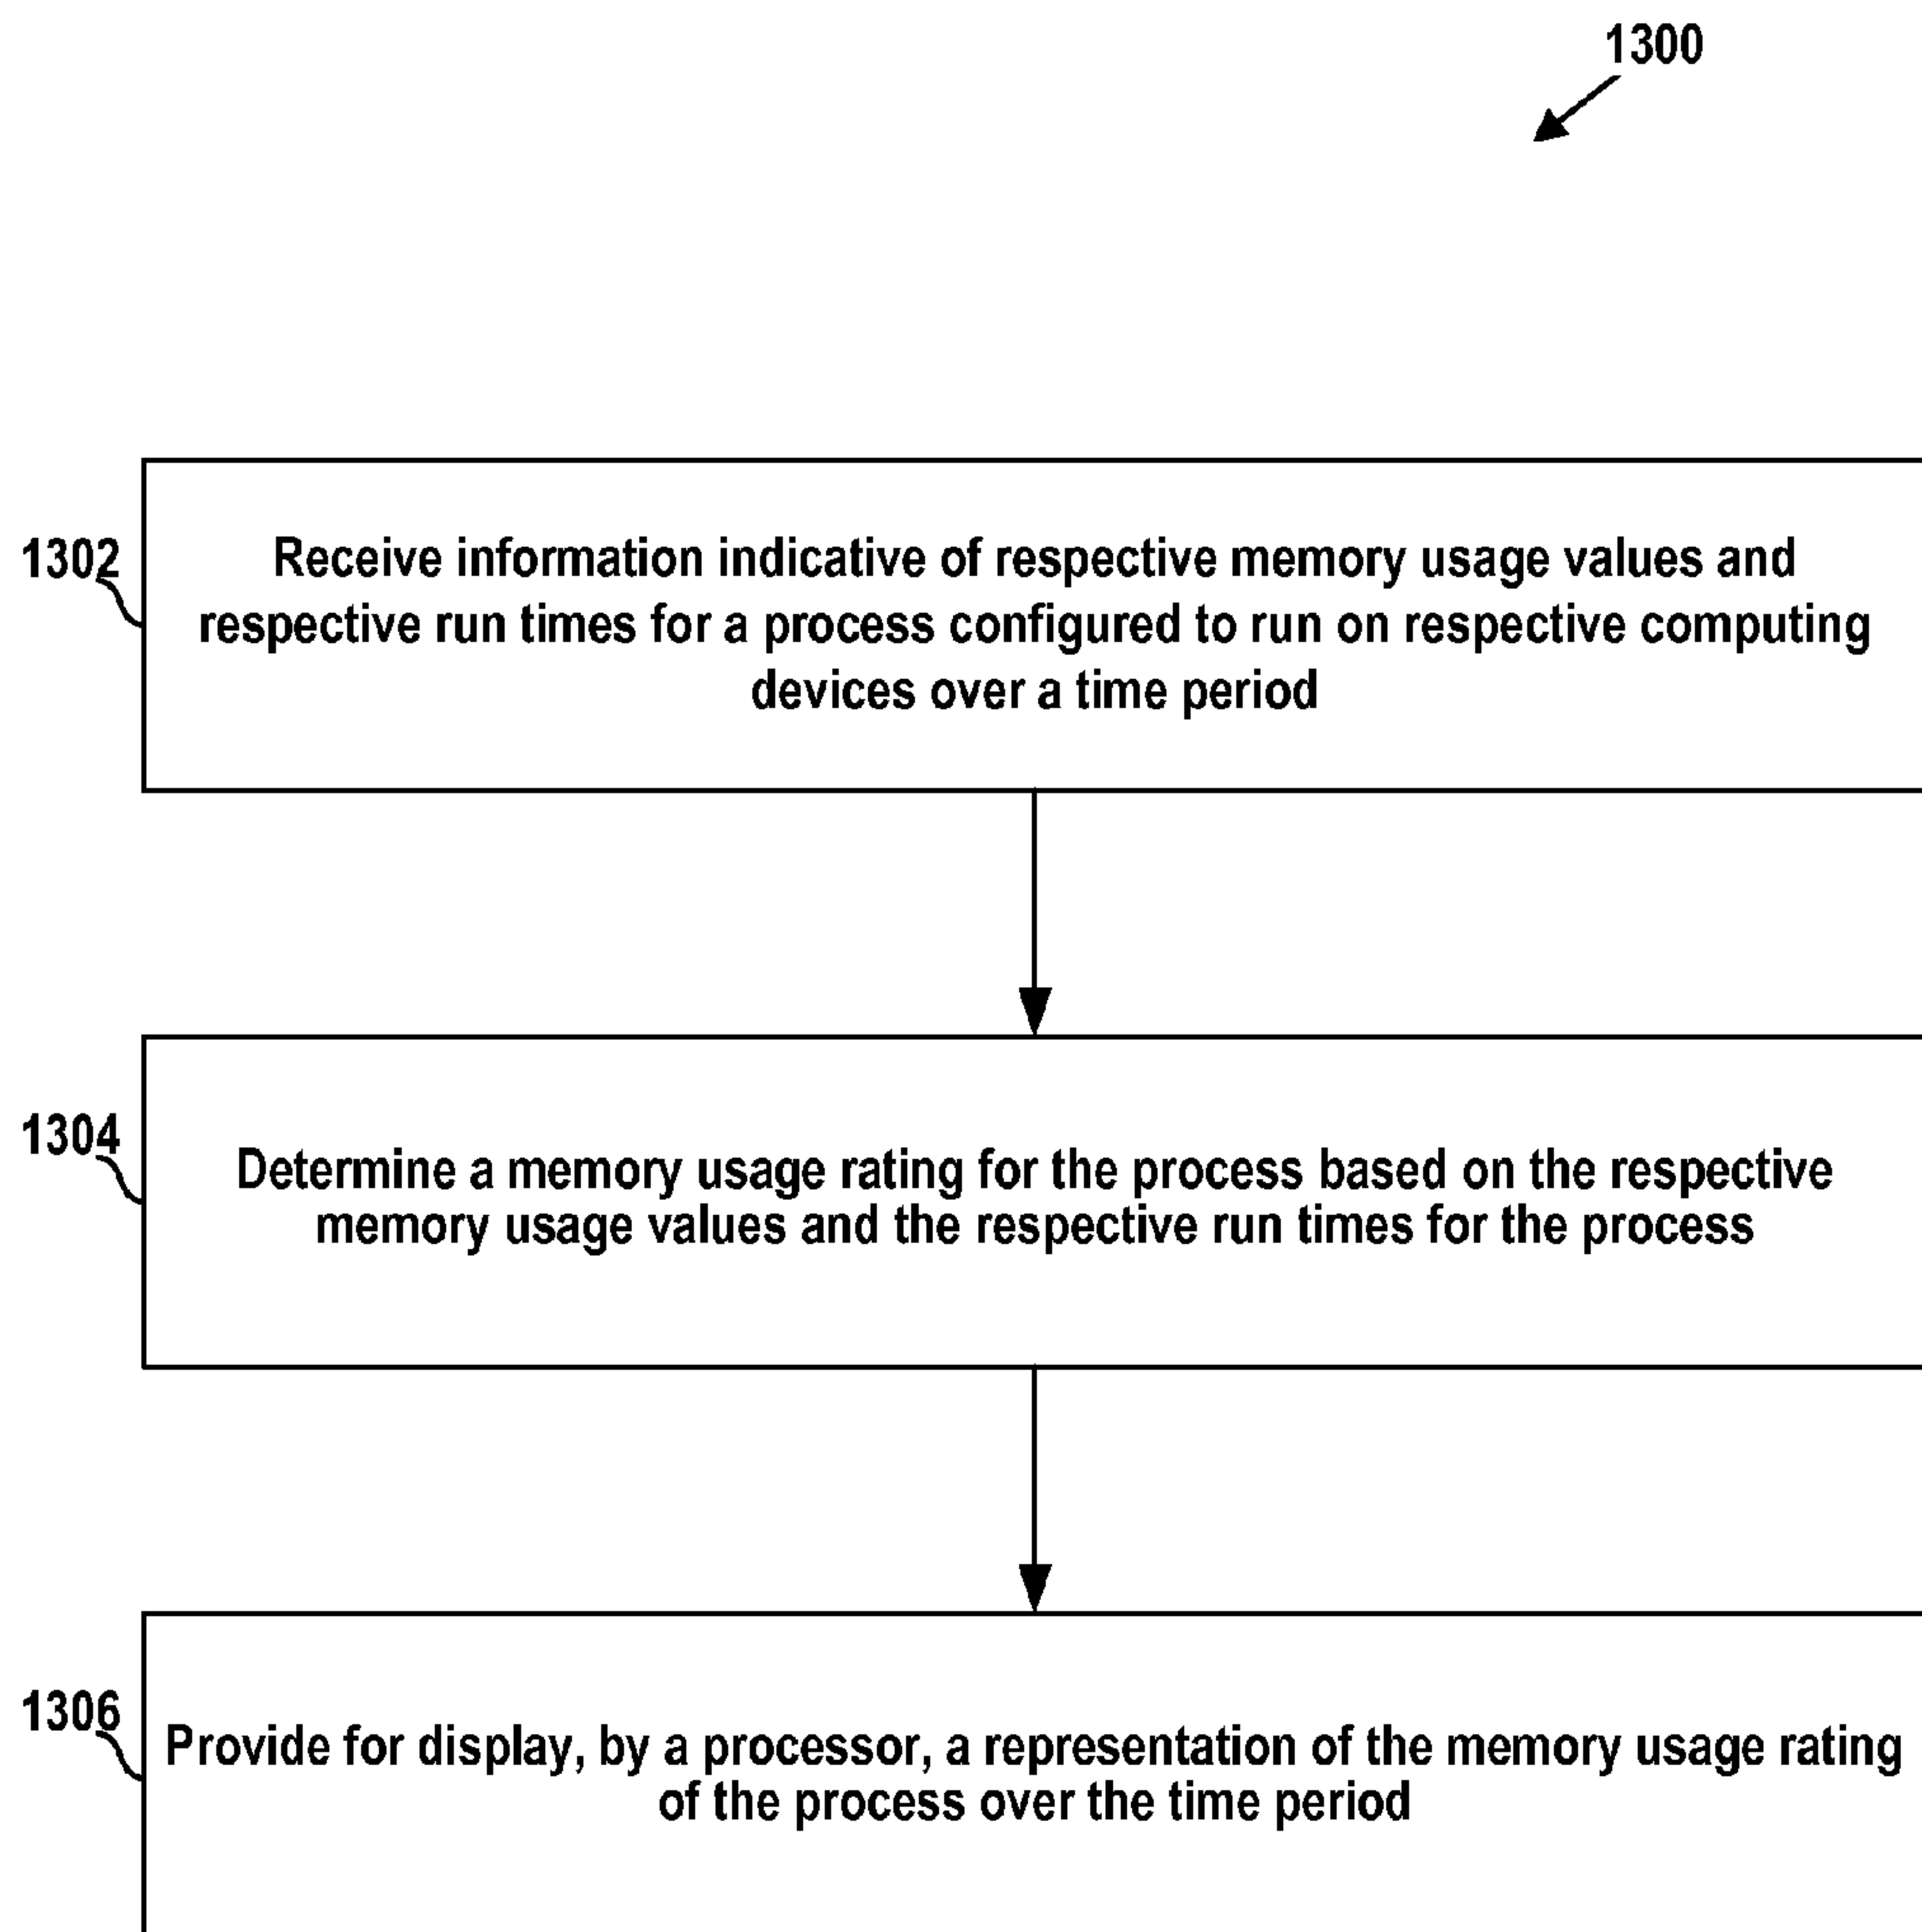 1300
1302
Receive information indicative of respective memory usage values and
respective run times for a process configured to run on respective computing
devices over a time period
1304
Determine a memory usage rating for the process based on the respective
memory usage values and the respective run times for the process
1306
Provide for display, by a processor, a representation of the memory usage rating
of the process over the time period